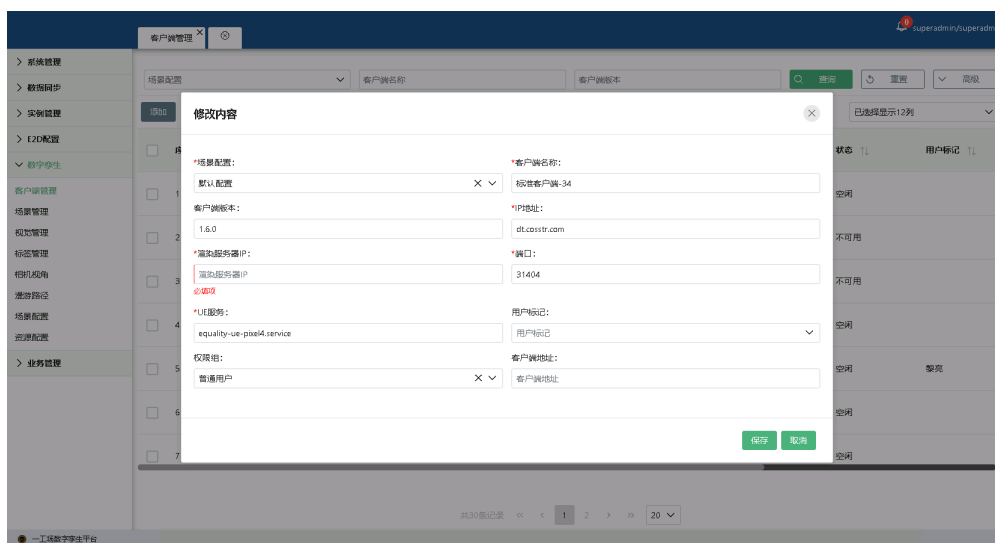 客户端管理 ×
0
superadmin/superadm
> 系统管理
> 数据同步
> 实例管理
> E2D配置
数字孪生
客户端管理
场景管理
视觉管理
标签管理
相机视角
漫游路径
场景配置
资源配置
> 业务管理
场景配置
客户端名称
客户端版本
查询
重置
高级
添加
已选择显示12列
状态
用户标记
1
空闲
2
不可用
3
不可用
4
空闲
5
空闲
黎亮
6
空闲
7
空闲
修改内容
*场景配置:
*客户端名称:
默认配置
标准客户端-34
客户端版本:
*IP地址:
1.6.0
dt.cosstr.com
*渲染服务器IP:
*端口:
渲染服务器IP
31404
必填项
*UE服务:
用户标记:
equality-ue-pixel4.service
用户标记
权限组:
客户端地址:
普通用户
客户端地址
保存
取消
共30条记录 « < 1 2 > » 20
一工场数字孪生平台